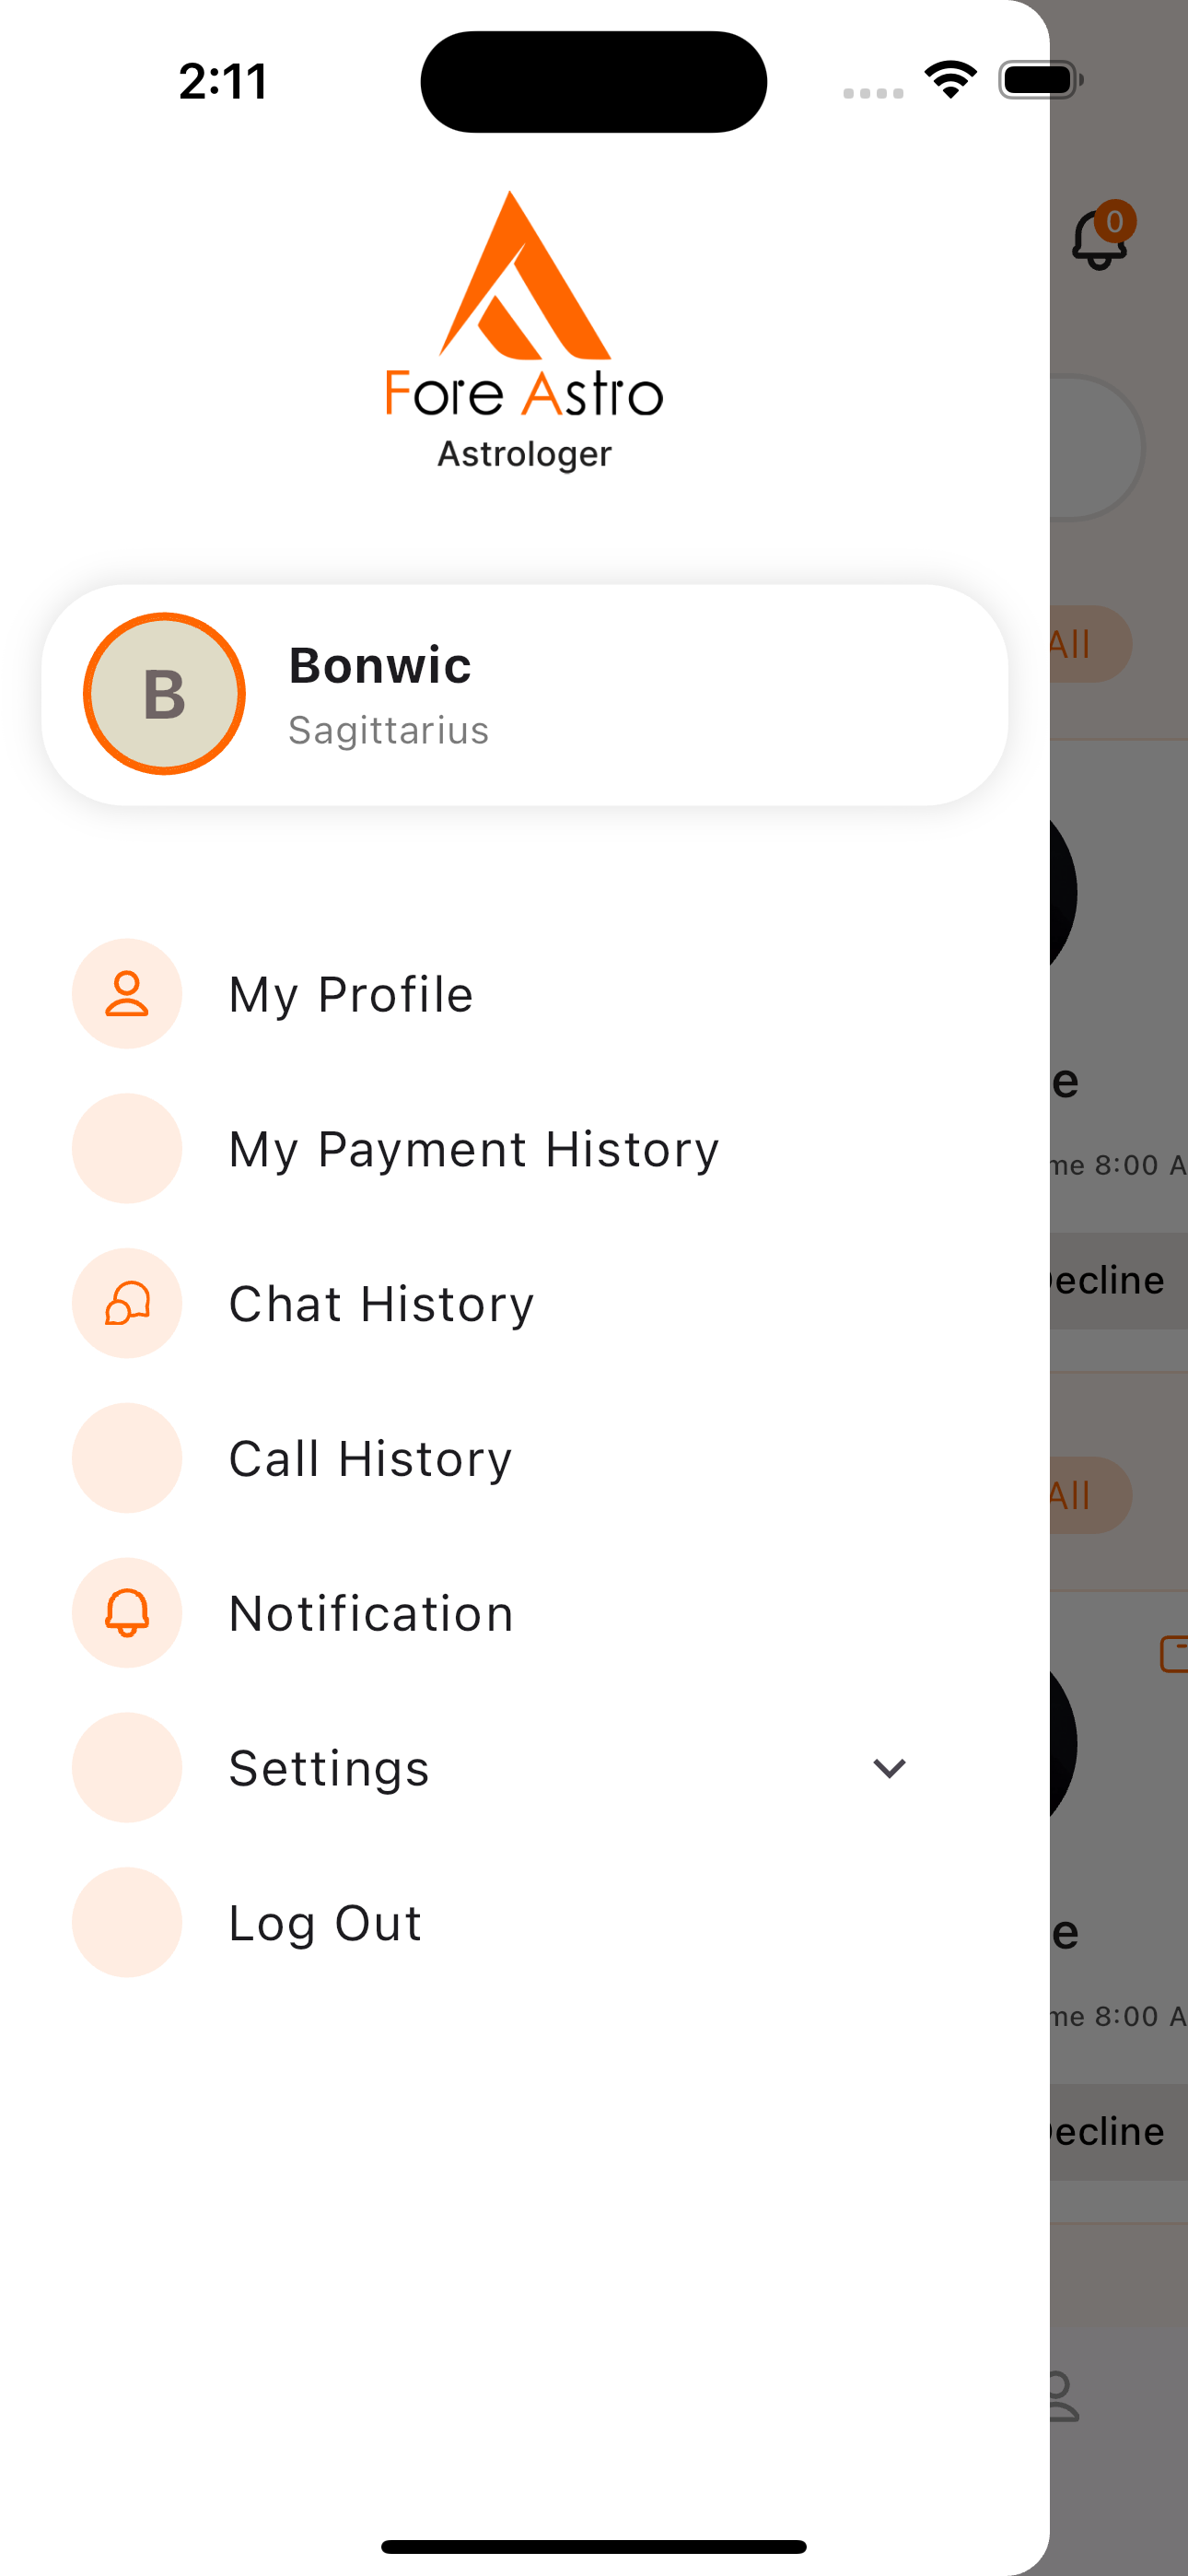 2:11
0
Fore Astro
Astrologer
B
Bonwic
Sagittarius
All
My Profile
e
My Payment History
me 8:00 A
Chat History
ecline
Call History
All
Notification
Settings
Log Out
e
me 8:00 A
ecline